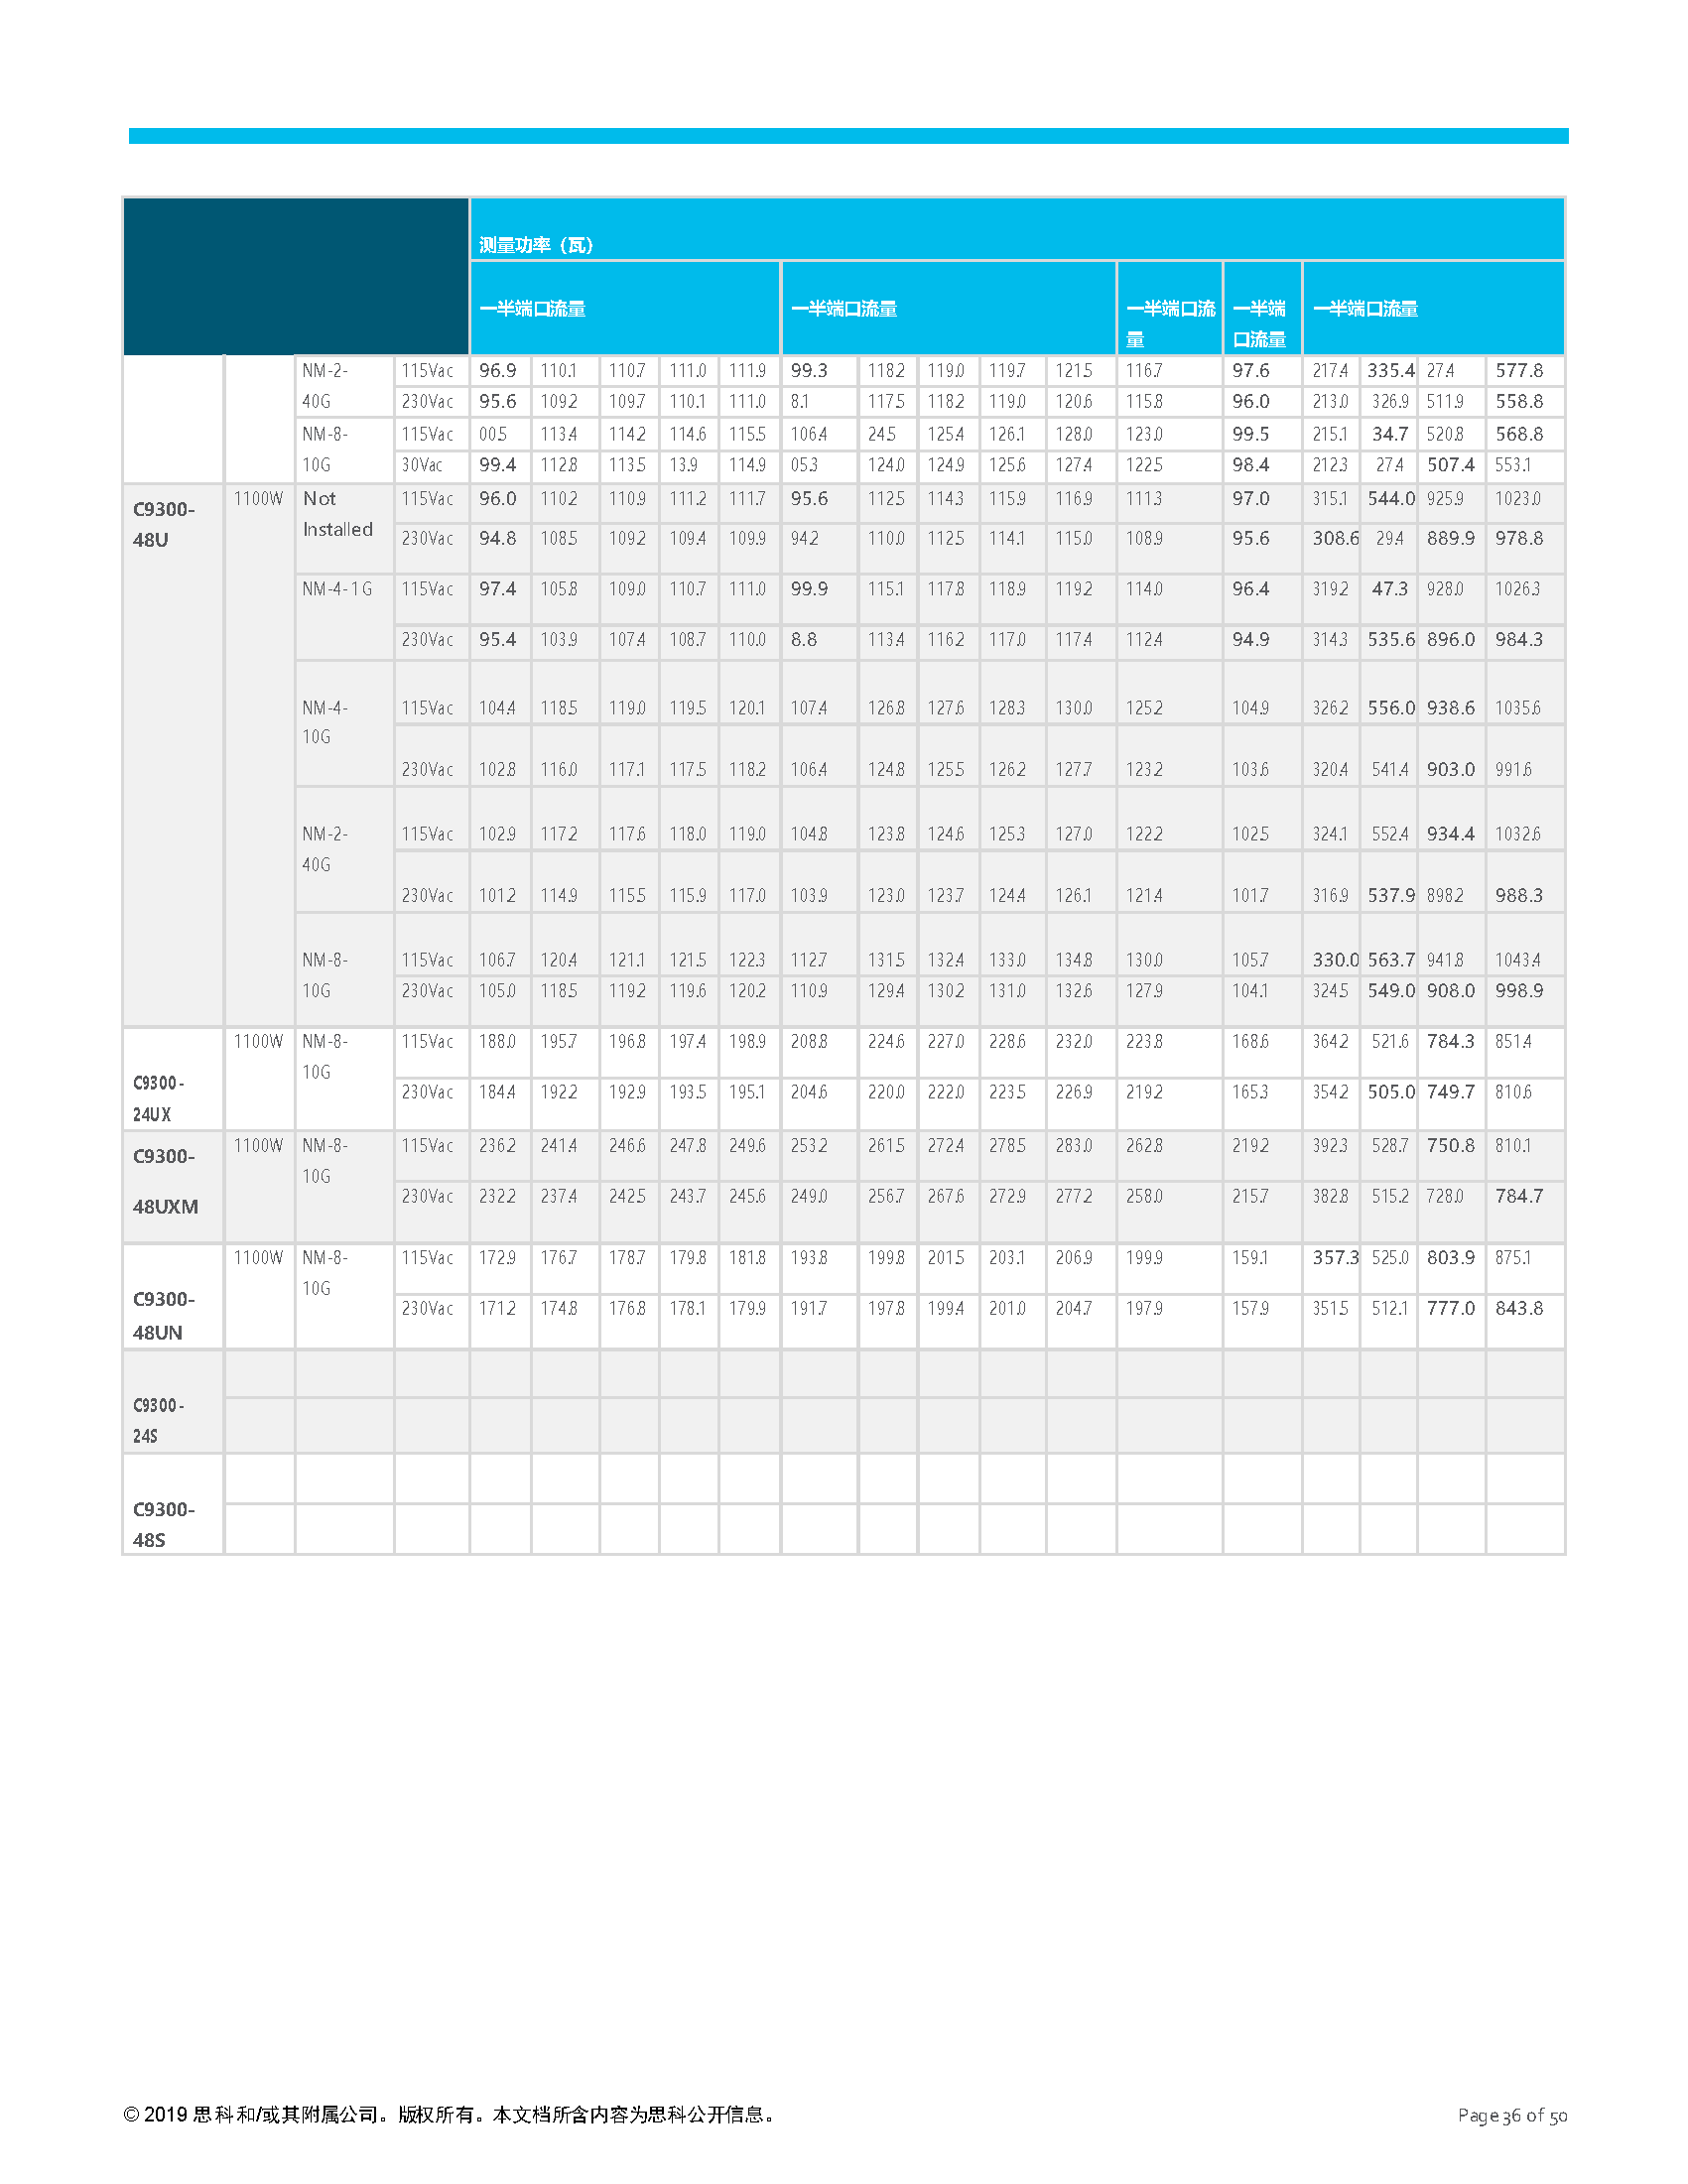 测量功率（瓦）
一半端口流量 一半端口流量 一半端口流 一半端 一半端口流量
量 口流量
NM-2- 115Vac 96.9 110.1 110.7 111.0 111.9 99.3 118.2 119.0 119.7 121.5 116.7 97.6 217.4 335.4 27.4 577.8
40G 230Vac 95.6 109.2 109.7 110.1 111.0 8.1 117.5 118.2 119.0 120.6 115.8 96.0 213.0 326.9 511.9 558.8
NM-8- 115Vac 00.5 113.4 114.2 114.6 115.5 106.4 24.5 125.4 126.1 128.0 123.0 99.5 215.1 34.7 520.8 568.8
10G 30Vac 99.4 112.8 113.5 13.9 114.9 05.3 124.0 124.9 125.6 127.4 122.5 98.4 212.3 27.4 507.4 553.1
C9300- 1100W Not 115Vac 96.0 110.2 110.9 111.2 111.7 95.6 112.5 114.3 115.9 116.9 111.3 97.0 315.1 544.0 925.9 1023.0
48U Installed 230Vac 94.8 108.5 109.2 109.4 109.9 94.2 110.0 112.5 114.1 115.0 108.9 95.6 308.6 29.4 889.9 978.8
NM-4-1G 115Vac 97.4 105.8 109.0 110.7 111.0 99.9 115.1 117.8 118.9 119.2 114.0 96.4 319.2 47.3 928.0 1026.3
230Vac 95.4 103.9 107.4 108.7 110.0 8.8 113.4 116.2 117.0 117.4 112.4 94.9 314.3 535.6 896.0 984.3
NM-4- 115Vac 104.4 118.5 119.0 119.5 120.1 107.4 126.8 127.6 128.3 130.0 125.2 104.9 326.2 556.0 938.6 1035.6
10G
230Vac 102.8 116.0 117.1 117.5 118.2 106.4 124.8 125.5 126.2 127.7 123.2 103.6 320.4 541.4 903.0 991.6
NM-2- 115Vac 102.9 117.2 117.6 118.0 119.0 104.8 123.8 124.6 125.3 127.0 122.2 102.5 324.1 552.4 934.4 1032.6
40G
230Vac 101.2 114.9 115.5 115.9 117.0 103.9 123.0 123.7 124.4 126.1 121.4 101.7 316.9 537.9 898.2 988.3
NM-8- 115Vac 106.7 120.4 121.1 121.5 122.3 112.7 131.5 132.4 133.0 134.8 130.0 105.7 330.0 563.7 941.8 1043.4
10G 230Vac 105.0 118.5 119.2 119.6 120.2 110.9 129.4 130.2 131.0 132.6 127.9 104.1 324.5 549.0 908.0 998.9
1100W NM-8- 115Vac 188.0 195.7 196.8 197.4 198.9 208.8 224.6 227.0 228.6 232.0 223.8 168.6 364.2 521.6 784.3 851.4
10G
C9300- 230Vac 184.4 192.2 192.9 193.5 195.1 204.6 220.0 222.0 223.5 226.9 219.2 165.3 354.2 505.0 749.7 810.6
24UX
C9300- 1100W NM-8- 115Vac 236.2 241.4 246.6 247.8 249.6 253.2 261.5 272.4 278.5 283.0 262.8 219.2 392.3 528.7 750.8 810.1
10G
48UXM 230Vac 232.2 237.4 242.5 243.7 245.6 249.0 256.7 267.6 272.9 277.2 258.0 215.7 382.8 515.2 728.0 784.7
1100W NM-8- 115Vac 172.9 176.7 178.7 179.8 181.8 193.8 199.8 201.5 203.1 206.9 199.9 159.1 357.3 525.0 803.9 875.1
10G
C9300- 230Vac 171.2 174.8 176.8 178.1 179.9 191.7 197.8 199.4 201.0 204.7 197.9 157.9 351.5 512.1 777.0 843.8
48UN
C9300-
24S
C9300-
48S
© 2019 思科和/或其附属公司。版权所有。本文档所含内容为思科公开信息。 Page 36 of 50